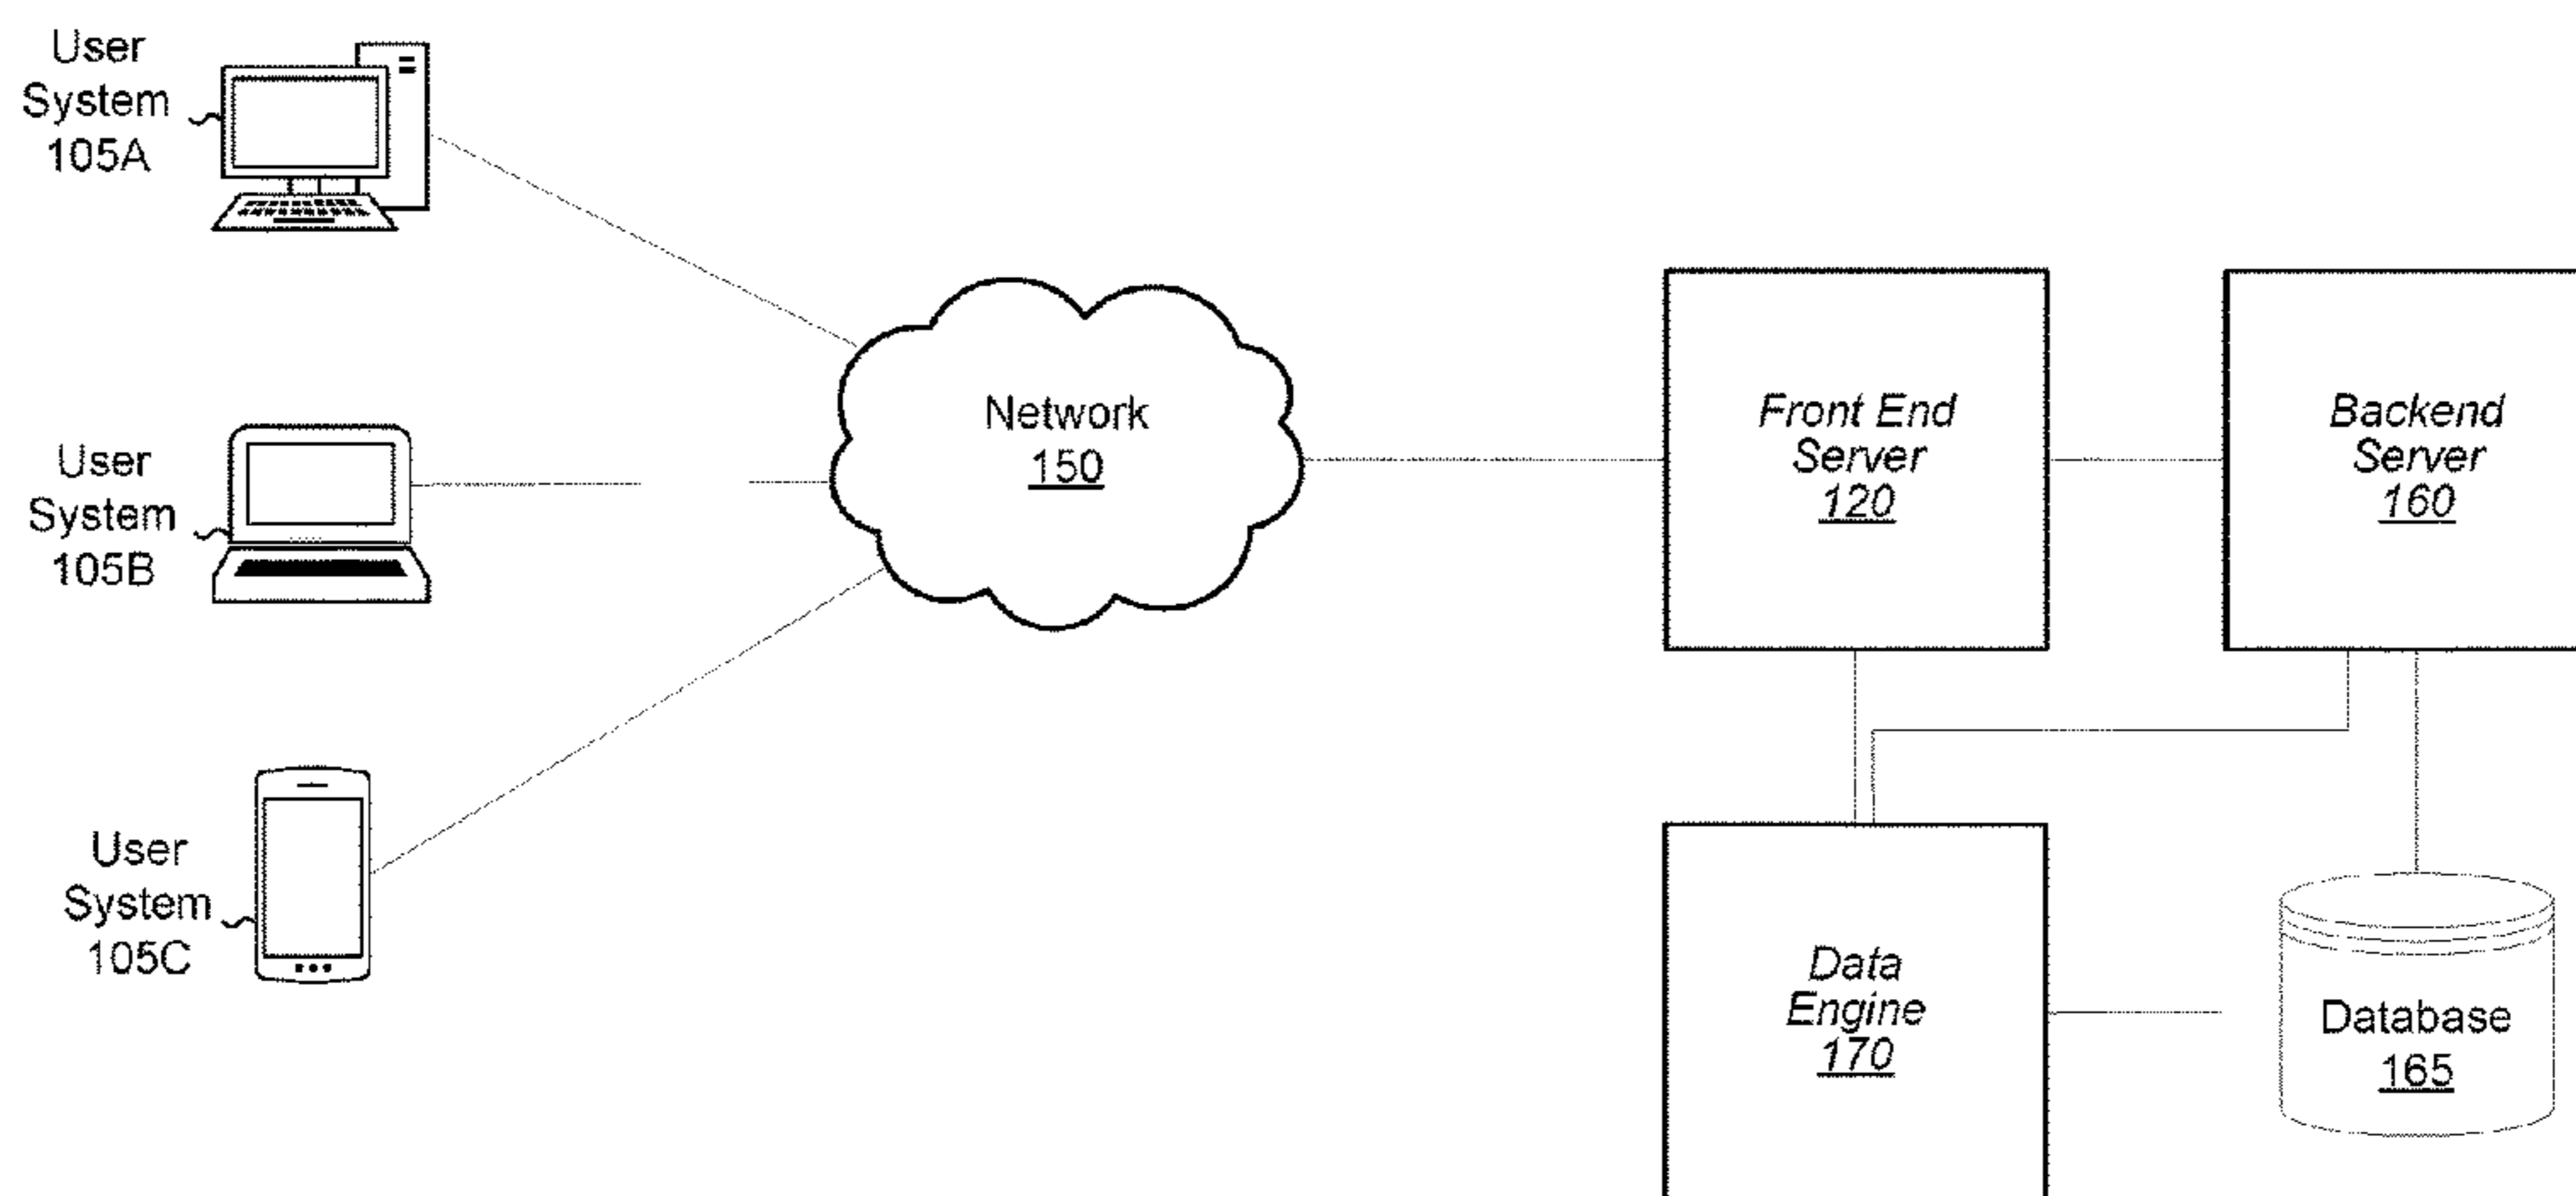 User
System
105A
Network
150
Front End
Server
120
Backend
Server
160
User
System
105B
User
System
105C
Data
Engine
170
Database
165